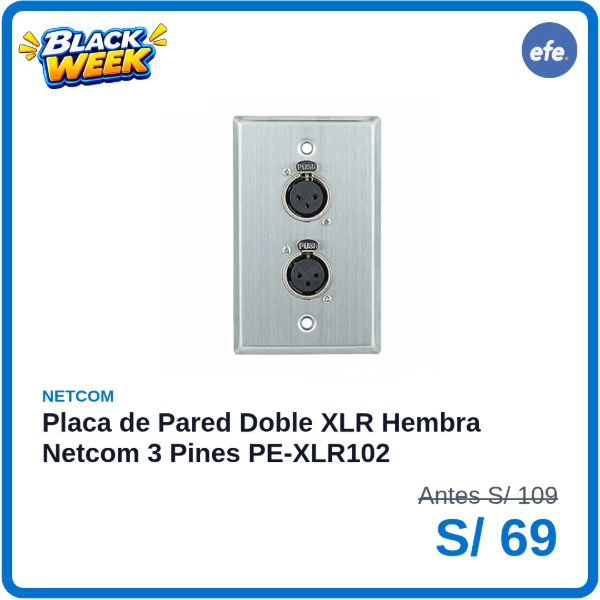 BLACK
WEEK
efe.
PUSH
PUSH
NETCOM
Placa de Pared Doble XLR Hembra
Netcom 3 Pines PE-XLR102
Antes S/ 109
S/ 69